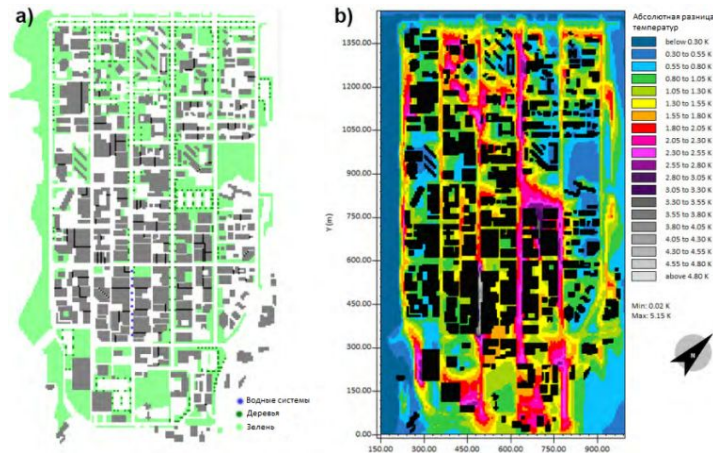 a)
b)
Абсолютная разница
температур
below 0.30 K
0.30 to 0.55 K
0.55 to 0.80 K
0.80 to 1.05 K
1.05 to 1.30 K
1.30 to 1.55 K
1.55 to 1.80 K
1.80 to 2.05 K
2.05 to 2.30 K
2.30 to 2.55 K
2.55 to 2.80 K
2.80 to 3.05 K
3.05 to 3.30 K
3.30 to 3.55 K
3.55 to 3.80 K
3.80 to 4.05 K
4.05 to 4.30 K
4.30 to 4.55 K
4.55 to 4.80 K
above 4.80 K
Min: 0.02 K
Max: 5.15 K
N
1350.00
1200.00
1050.00
900.00
750.00
600.00
450.00
300.00
150.00
0.00
Y (m)
150.00 300.00 450.00 600.00 750.00 900.00
Водные системы
Деревья
Зелень